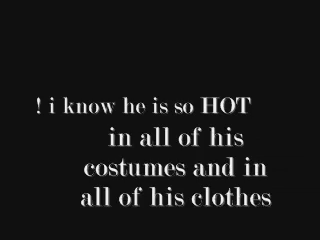 ! i know he is so HOT
in all of his
costumes and in
all of his clothes